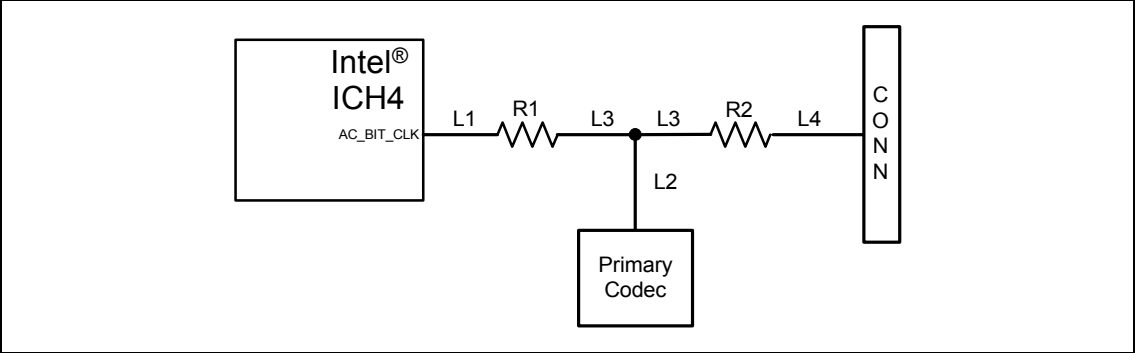 Intel®
ICH4
AC_BIT_CLK
L1
R1
L3
L3
R2
L4
C
O
N
N
L2
Primary
Codec